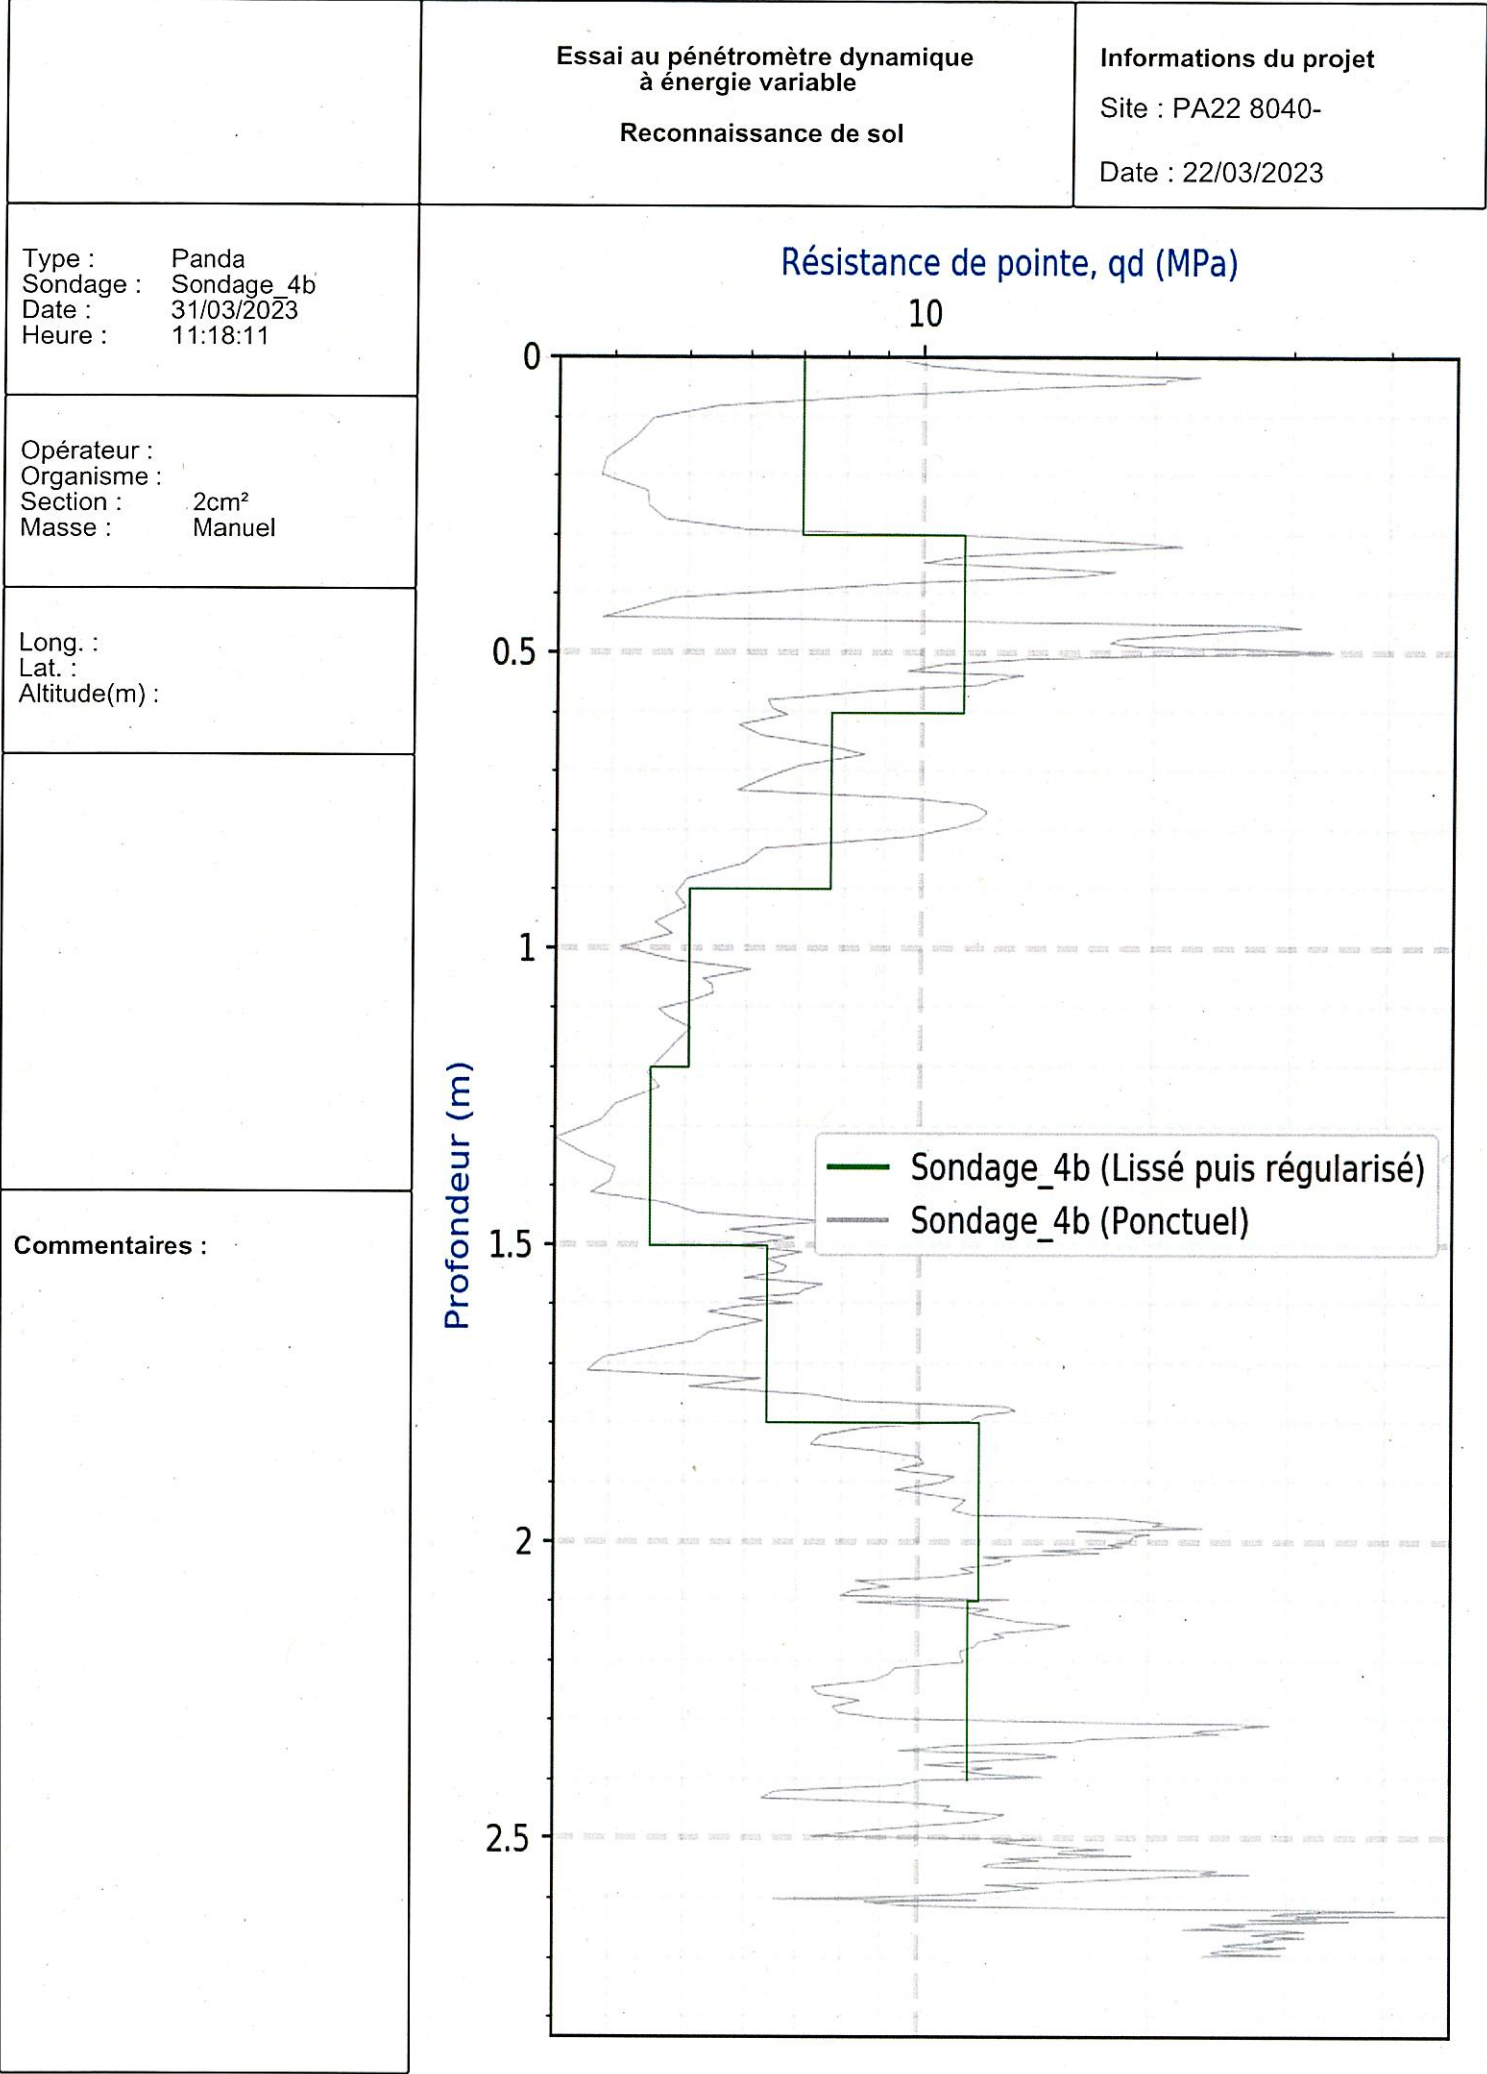 Essai au pénétromètre dynamique
à énergie variable
Reconnaissance de sol
Informations du projet
Site : PA22 8040-
Date : 22/03/2023
Type : Panda
Sondage : Sondage_4b
Date : 31/03/2023
Heure : 11:18:11
Opérateur :
Organisme :
Section : 2cm²
Masse : Manuel
Long. :
Lat. :
Altitude(m) :
Commentaires :
Résistance de pointe, qd (MPa)
10
0
0.5
1
1.5
2
2.5
Profondeur (m)
Sondage_4b (Lissé puis régularisé)
Sondage_4b (Ponctuel)